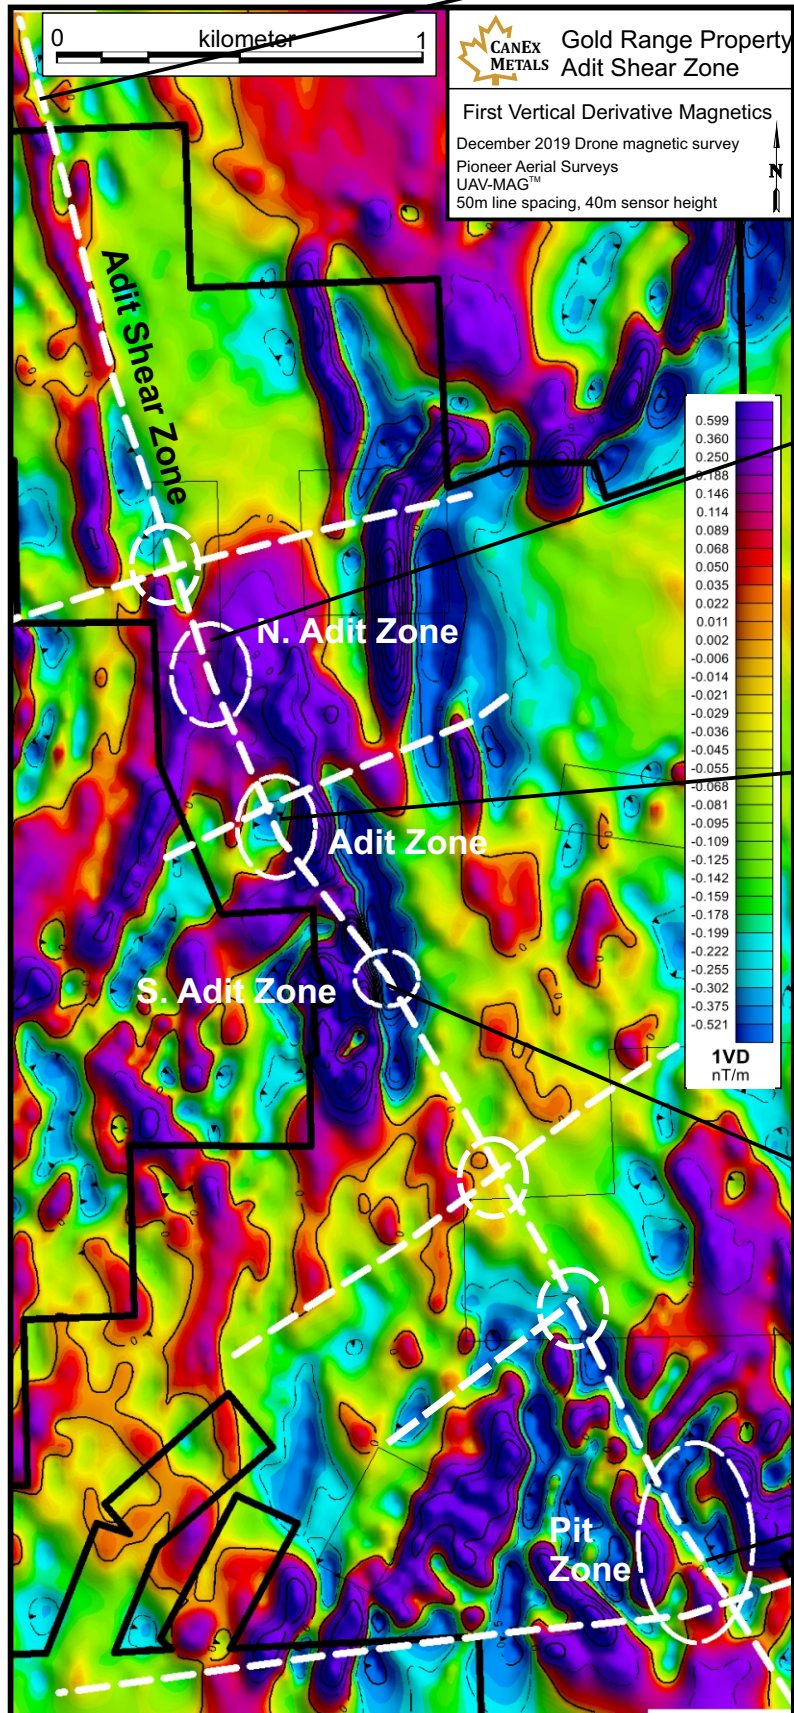 0 kilometer 1
CANEX
METALS
Gold Range Property
Adit Shear Zone
First Vertical Derivative Magnetics
December 2019 Drone magnetic survey
Pioneer Aerial Surveys
UAV-MAG™
50m line spacing, 40m sensor height
N
Adit Shear Zone
0.599
0.360
0.250
0.188
0.146
0.114
0.089
0.068
0.050
0.035
0.022
0.011
0.002
-0.006
-0.014
-0.021
-0.029
-0.036
-0.045
-0.055
-0.068
-0.081
-0.095
-0.109
-0.125
-0.142
-0.159
-0.178
-0.199
-0.222
-0.255
-0.302
-0.375
-0.521
1VD
nT/m
N. Adit Zone
Adit Zone
S. Adit Zone
Pit
Zone